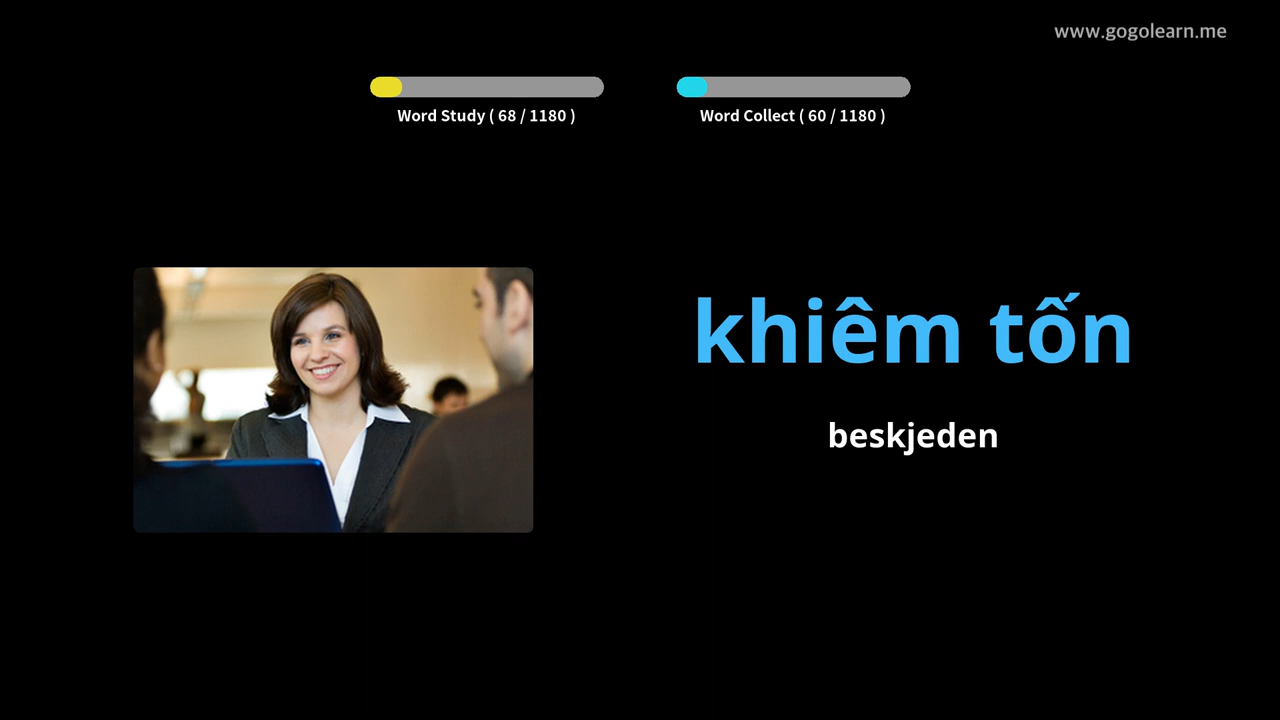 www.gogolearn.me
Word Study ( 68 / 1180 )
Word Collect ( 60 / 1180 )
khiêm tốn
beskjeden